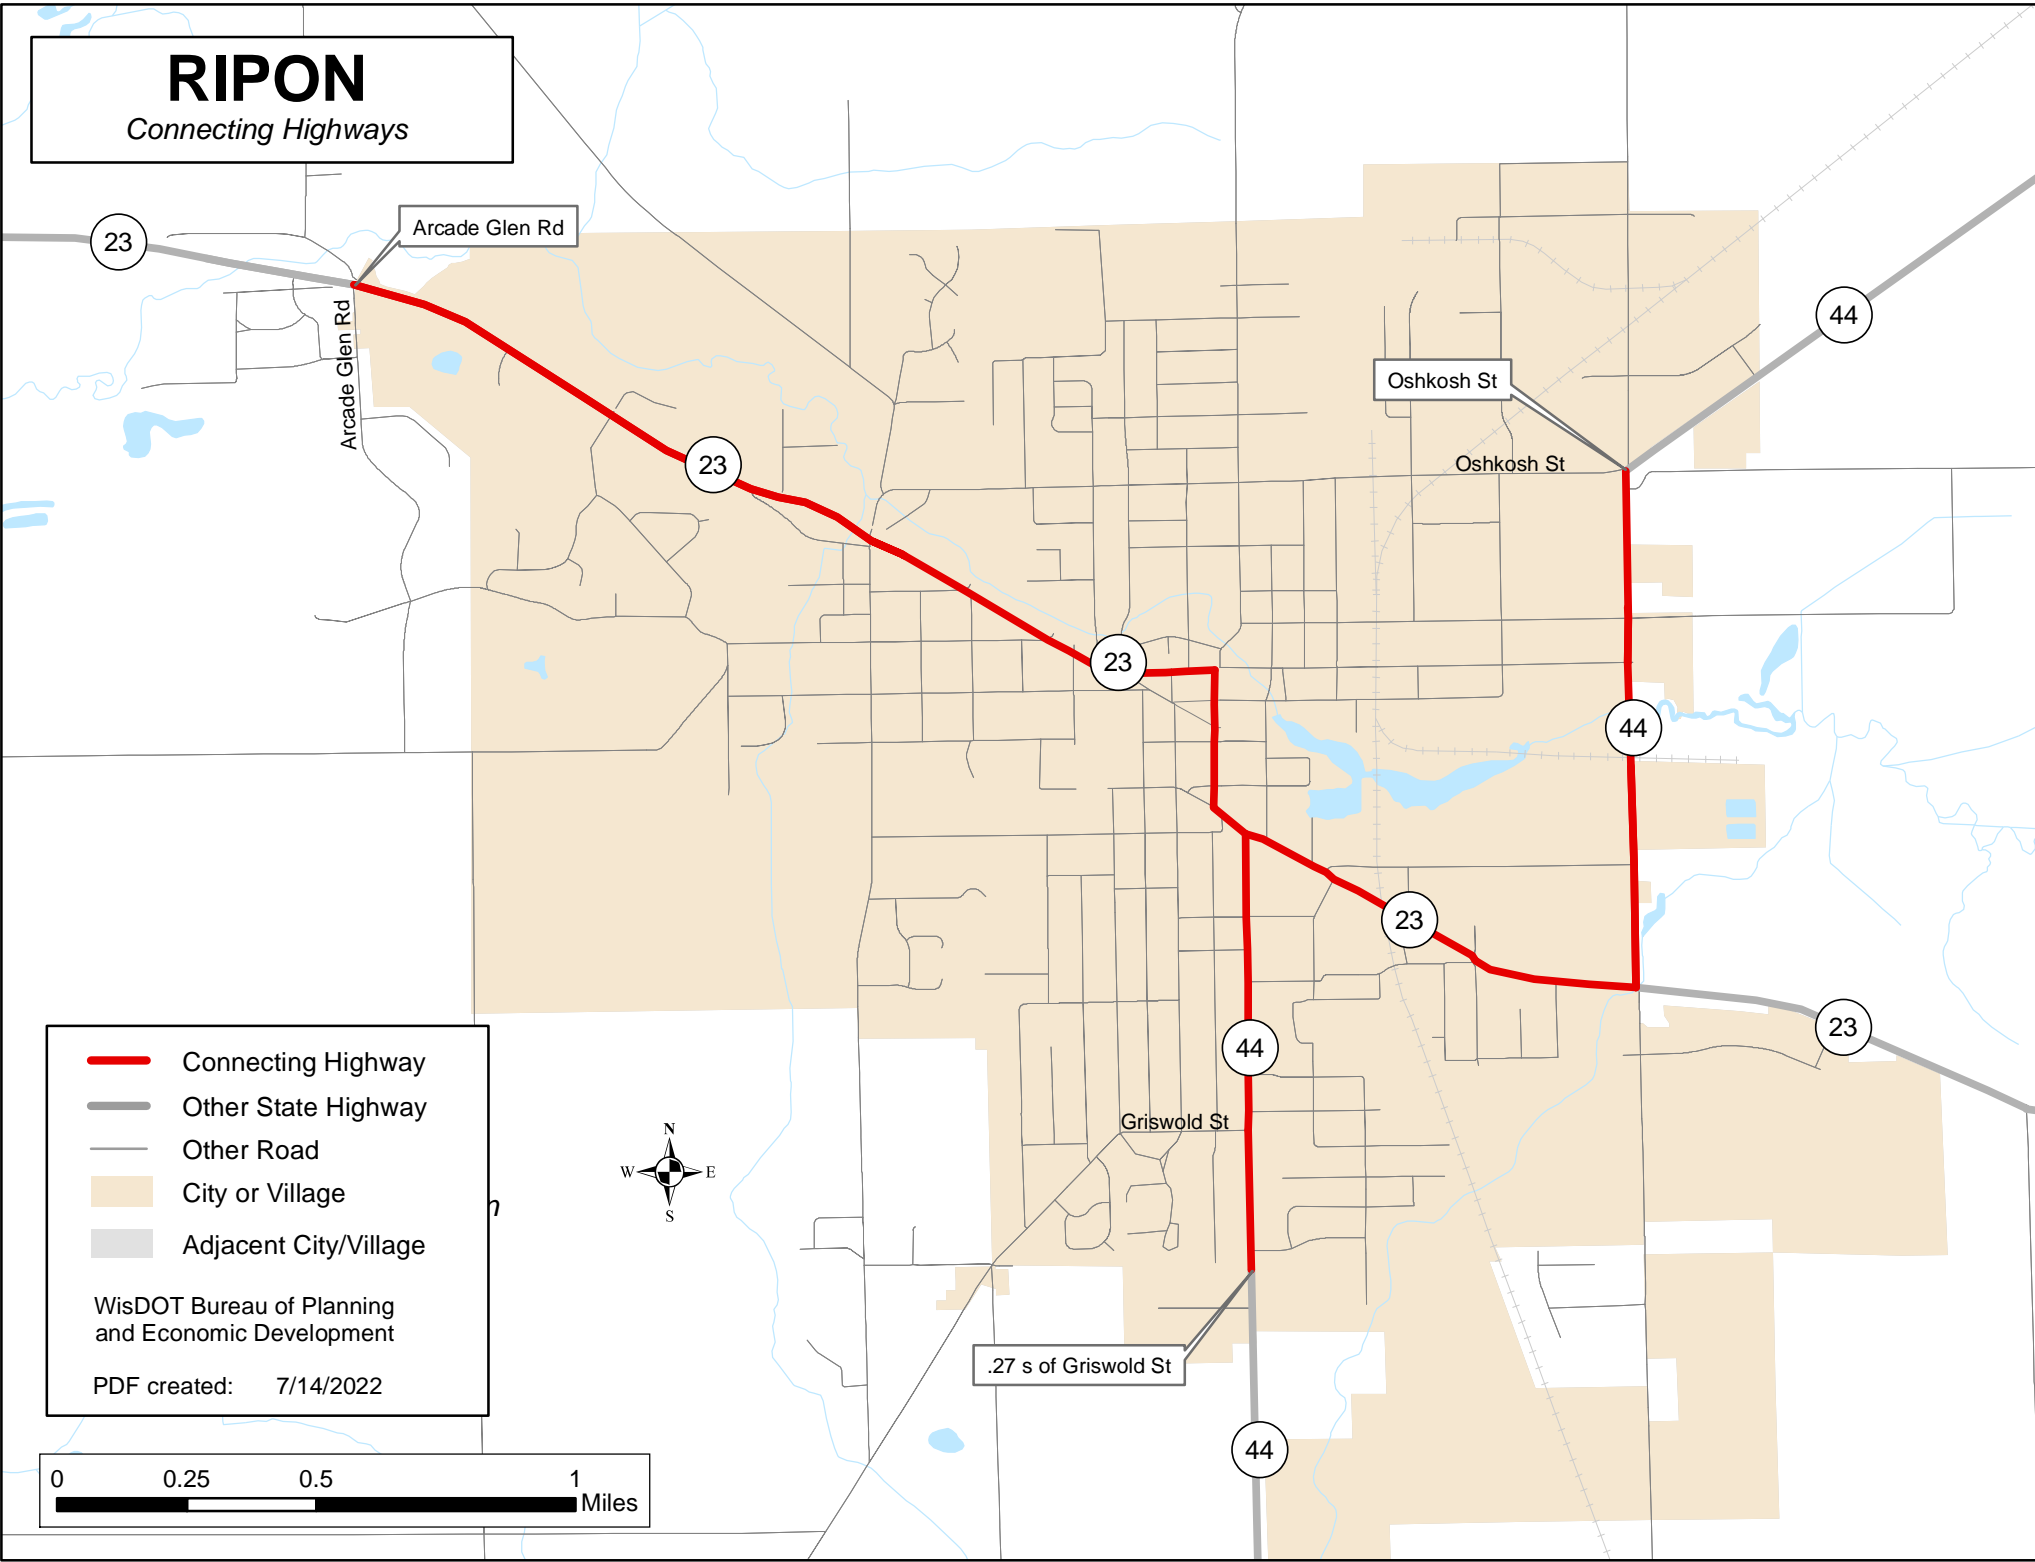 RIPON
Connecting Highways
23
Arcade Glen Rd
44
Arcade Glen Rd
Oshkosh St
23
Oshkosh St
23
44
23
23
44
Griswold St
Connecting Highway
Other State Highway
Other Road
City or Village
Adjacent City/Village
WisDOT Bureau of Planning
and Economic Development
PDF created: 7/14/2022
N
W E
S
.27 s of Griswold St
44
0 0.25 0.5 1
Miles